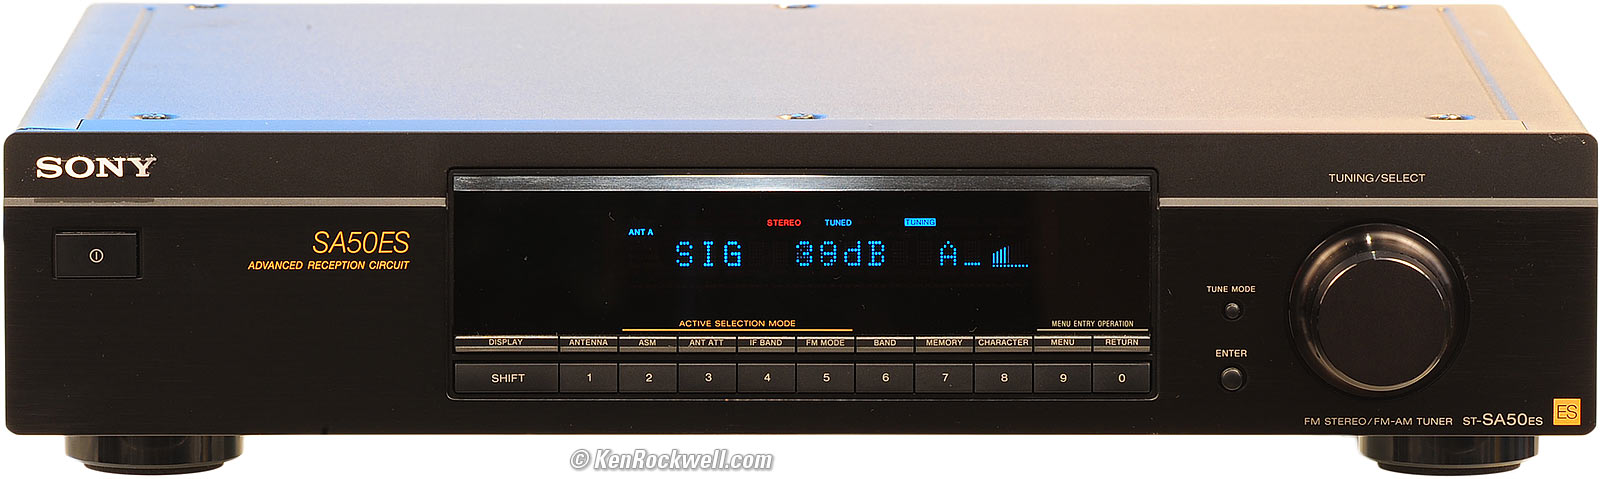 SONY
TUNING/SELECT
STEREO TUNED TUNING
ANT A
SA50ES
SIG 39dB A_
ADVANCED RECEPTION CIRCUIT
TUNE MODE
ACTIVE SELECTION MODE
MENU ENTRY OPERATION
DISPLAY ANTENNA ASM ANT ATT IF BAND FM MODE BAND MEMORY CHARACTER MENU RETURN
ENTER
SHIFT 1 2 3 4 5 6 7 8 9 0
FM STEREO/FM-AM TUNER ST-SA50ES ES
© KenRockwell.com